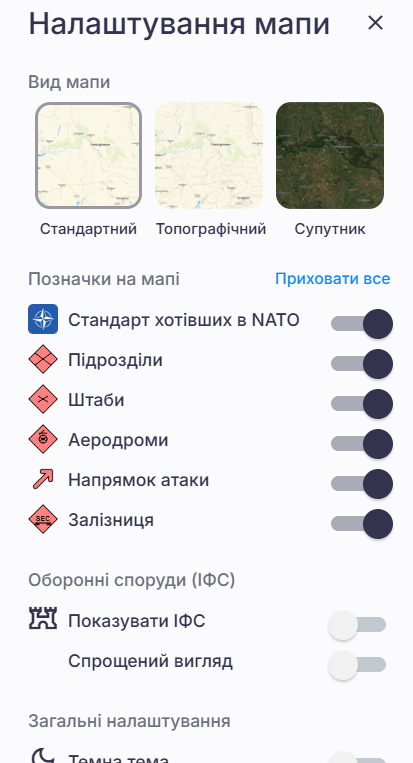 Налаштування мапи
Вид мапи
Стандартний
Топографічний
Супутник
Позначки на мапі
Приховати все
Стандарт хотівших в NATO
Підрозділи
Штаби
Аеродроми
Напрямок атаки
SEC
Залізниця
Оборонні споруди (ІФС)
Показувати ІФС
Спрощений вигляд
Загальні налаштування
Темна тема